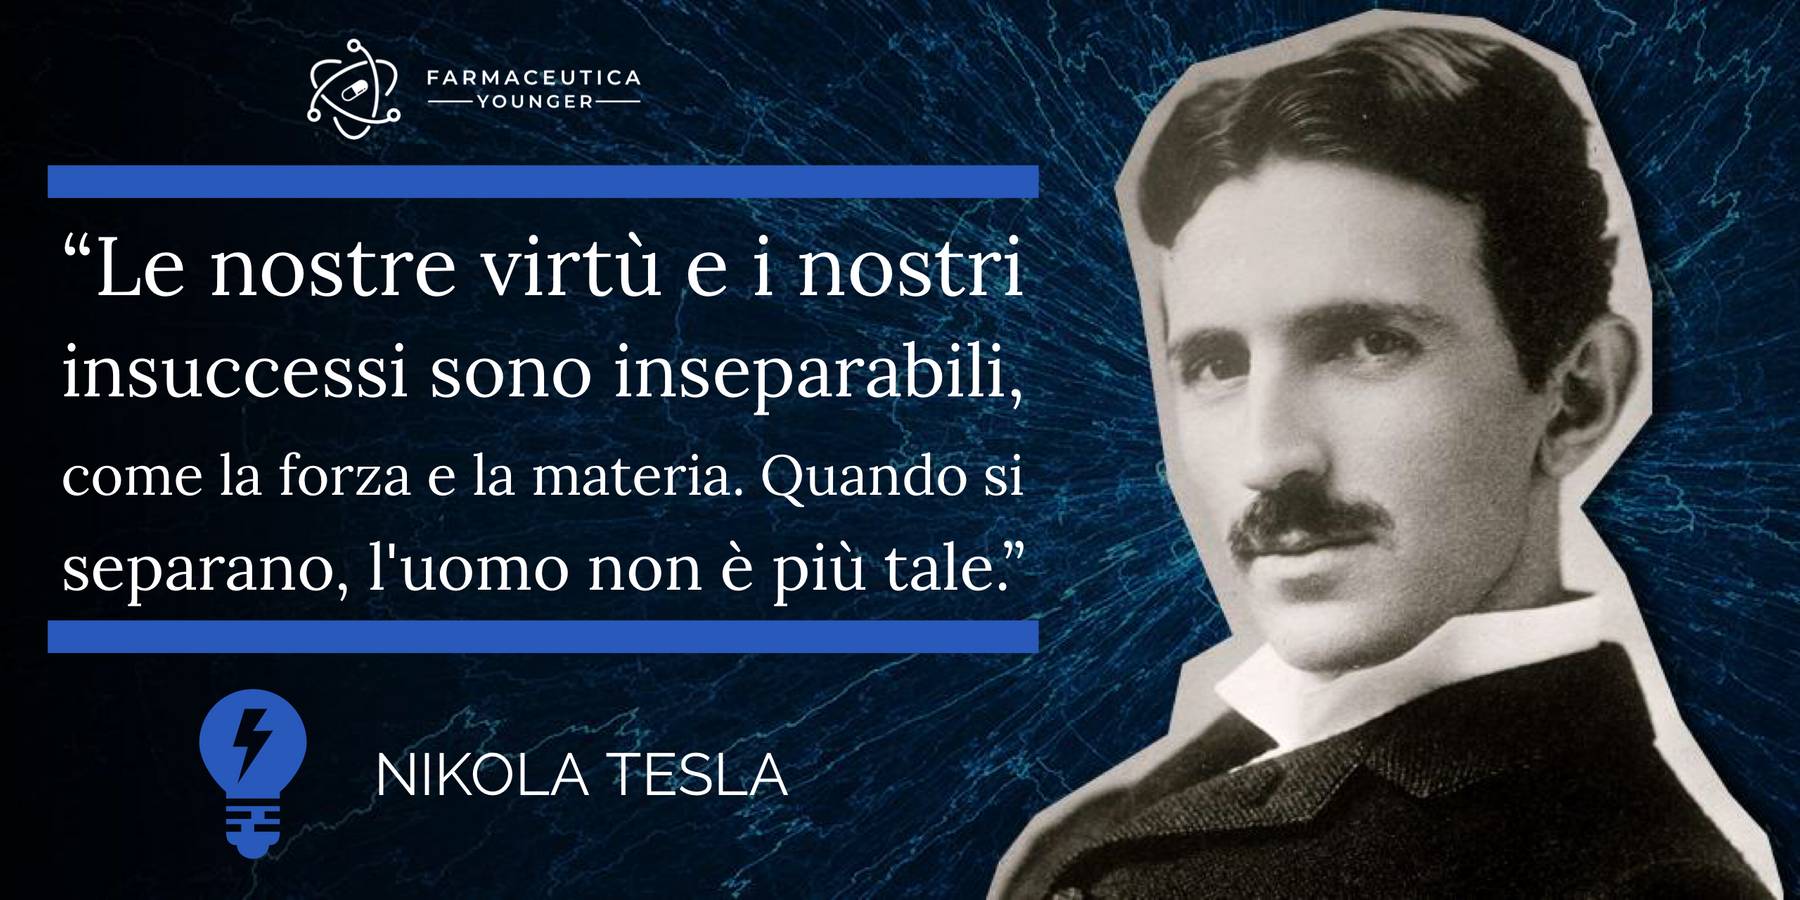 FARMACEUTICA
YOUNGER
“Le nostre virtù e i nostri
insuccessi sono inseparabili,
come la forza e la materia. Quando si
separano, l'uomo non è più tale.”
NIKOLA TESLA